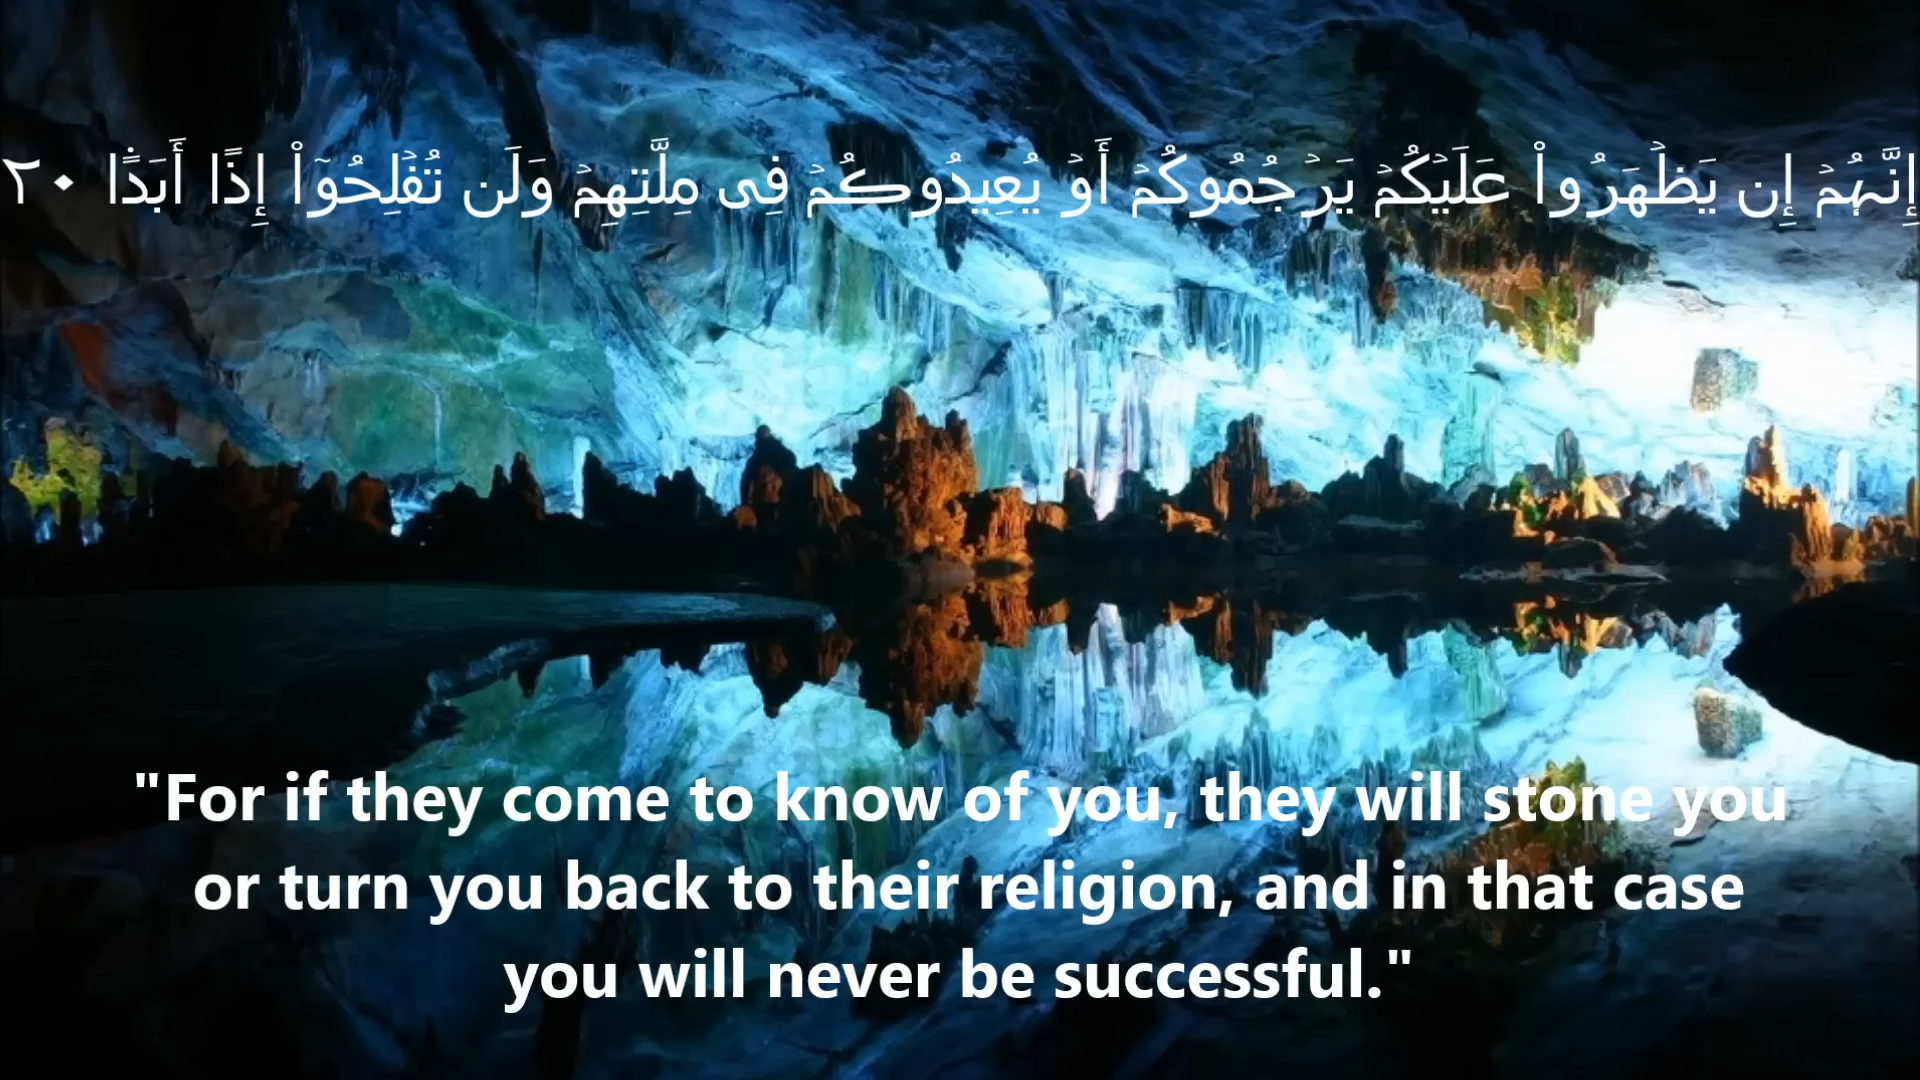 إِنَّهُمۡ إِن يَظۡهَرُواْ عَلَيۡكُمۡ يَرۡجُمُوكُمۡ أَوۡ يُعِيدُوكُمۡ فِى مِلَّتِهِمۡ وَلَن تُفۡلِحُوٓاْ إِذًا أَبَدًا ٢٠
"For if they come to know of you, they will stone you
or turn you back to their religion, and in that case
you will never be successful."